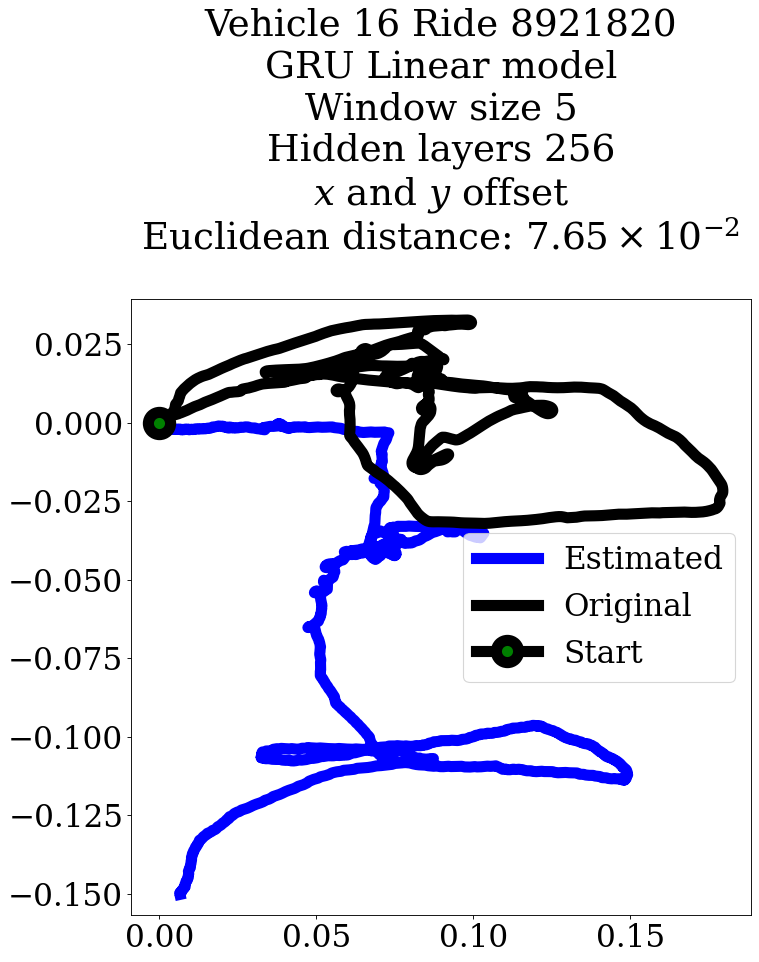 Vehicle 16 Ride 8921820
GRU Linear model
Window size 5
Hidden layers 256
x and y offset
Euclidean distance: 7.65 × 10⁻²
0.025
0.000
−0.025
−0.050
−0.075
−0.100
−0.125
−0.150
Estimated
Original
Start
0.00 0.05 0.10 0.15